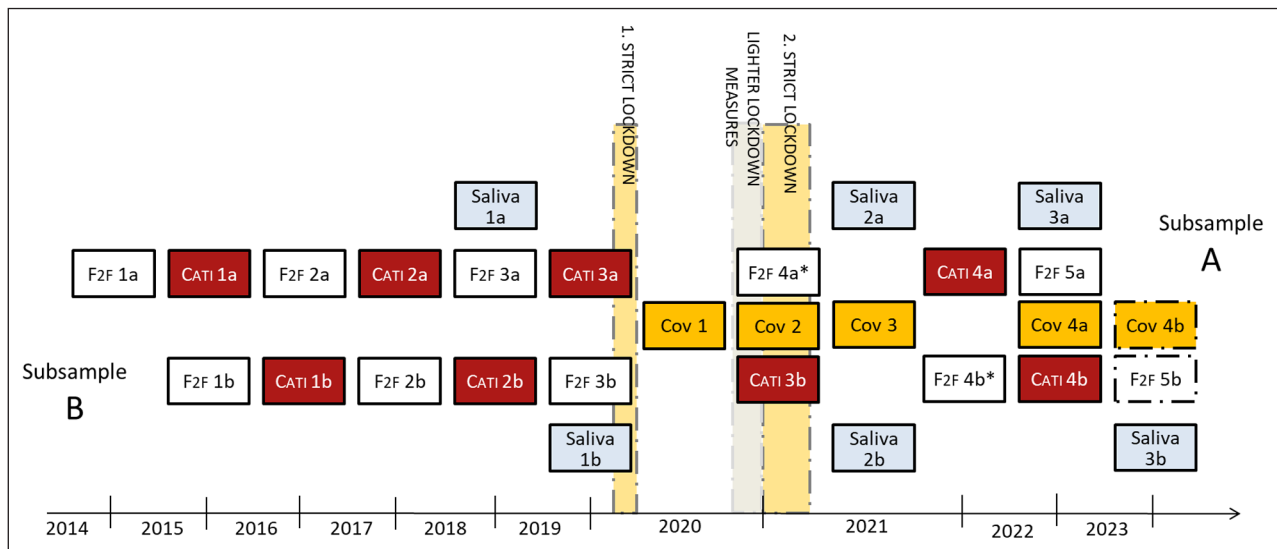 1. STRICT LOCKDOWN
LIGHTER LOCKDOWN
MEASURES
2. STRICT LOCKDOWN
Saliva
1a
Saliva
2a
Saliva
3a
Subsample
A
F2F 1a
CATI 1a
F2F 2a
CATI 2a
F2F 3a
CATI 3a
F2F 4a*
CATI 4a
F2F 5a
Cov 1
Cov 2
Cov 3
Cov 4a
Cov 4b
Subsample
B
F2F 1b
CATI 1b
F2F 2b
CATI 2b
F2F 3b
CATI 3b
F2F 4b*
CATI 4b
F2F 5b
Saliva
1b
Saliva
2b
Saliva
3b
2014
2015
2016
2017
2018
2019
2020
2021
2022
2023